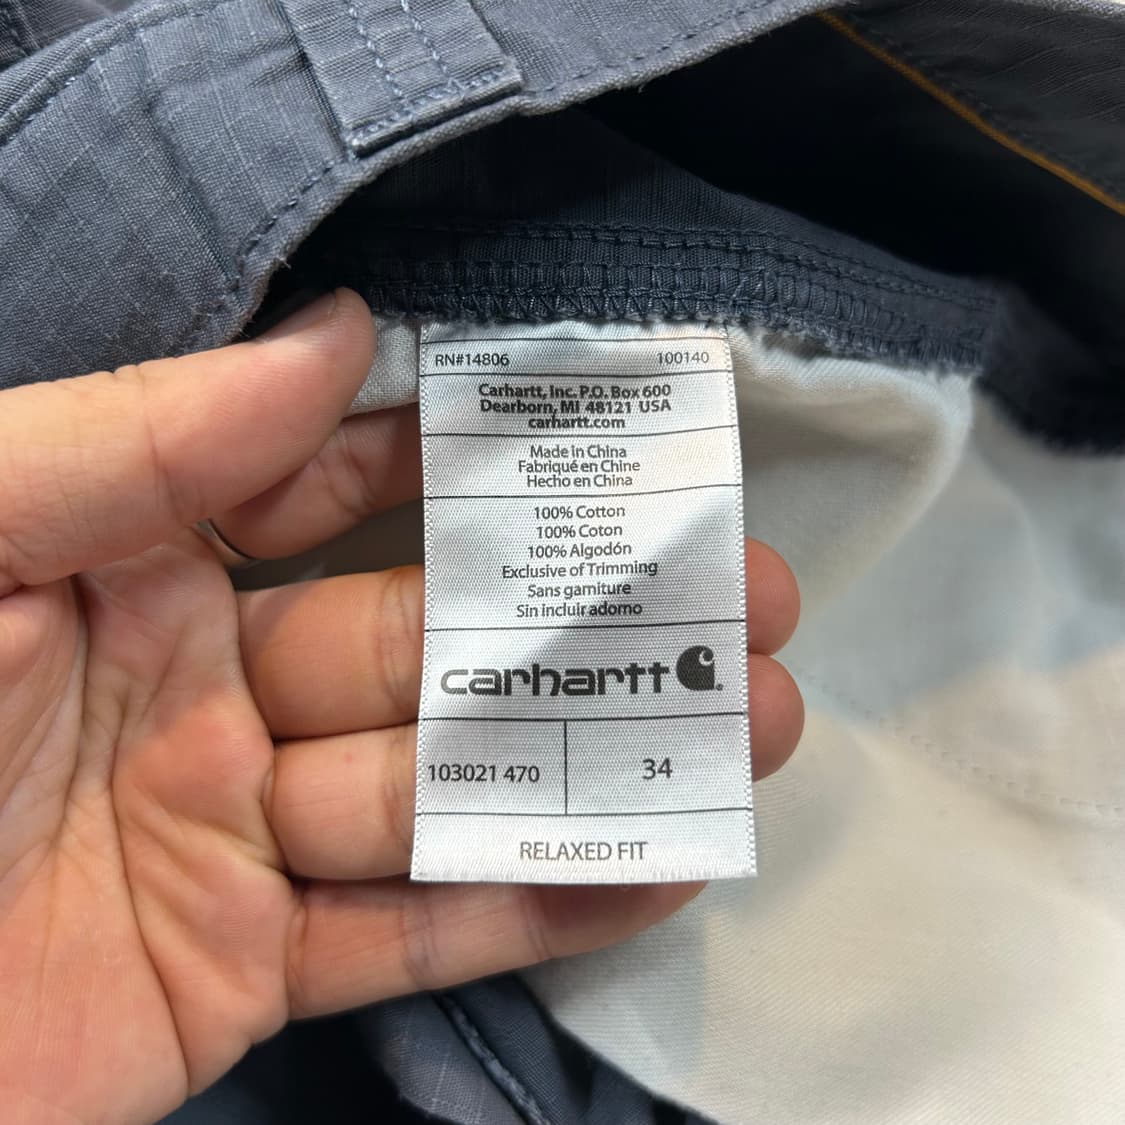 RN#14806 100140
Carhartt, Inc. P.O. Box 600
Dearborn, MI 48121 USA
carhartt.com
Made in China
Fabriqué en Chine
Hecho en China
100% Cotton
100% Coton
100% Algodón
Exclusive of Trimming
Sans garniture
Sin incluir adorno
carhartt
103021 470 34
RELAXED FIT